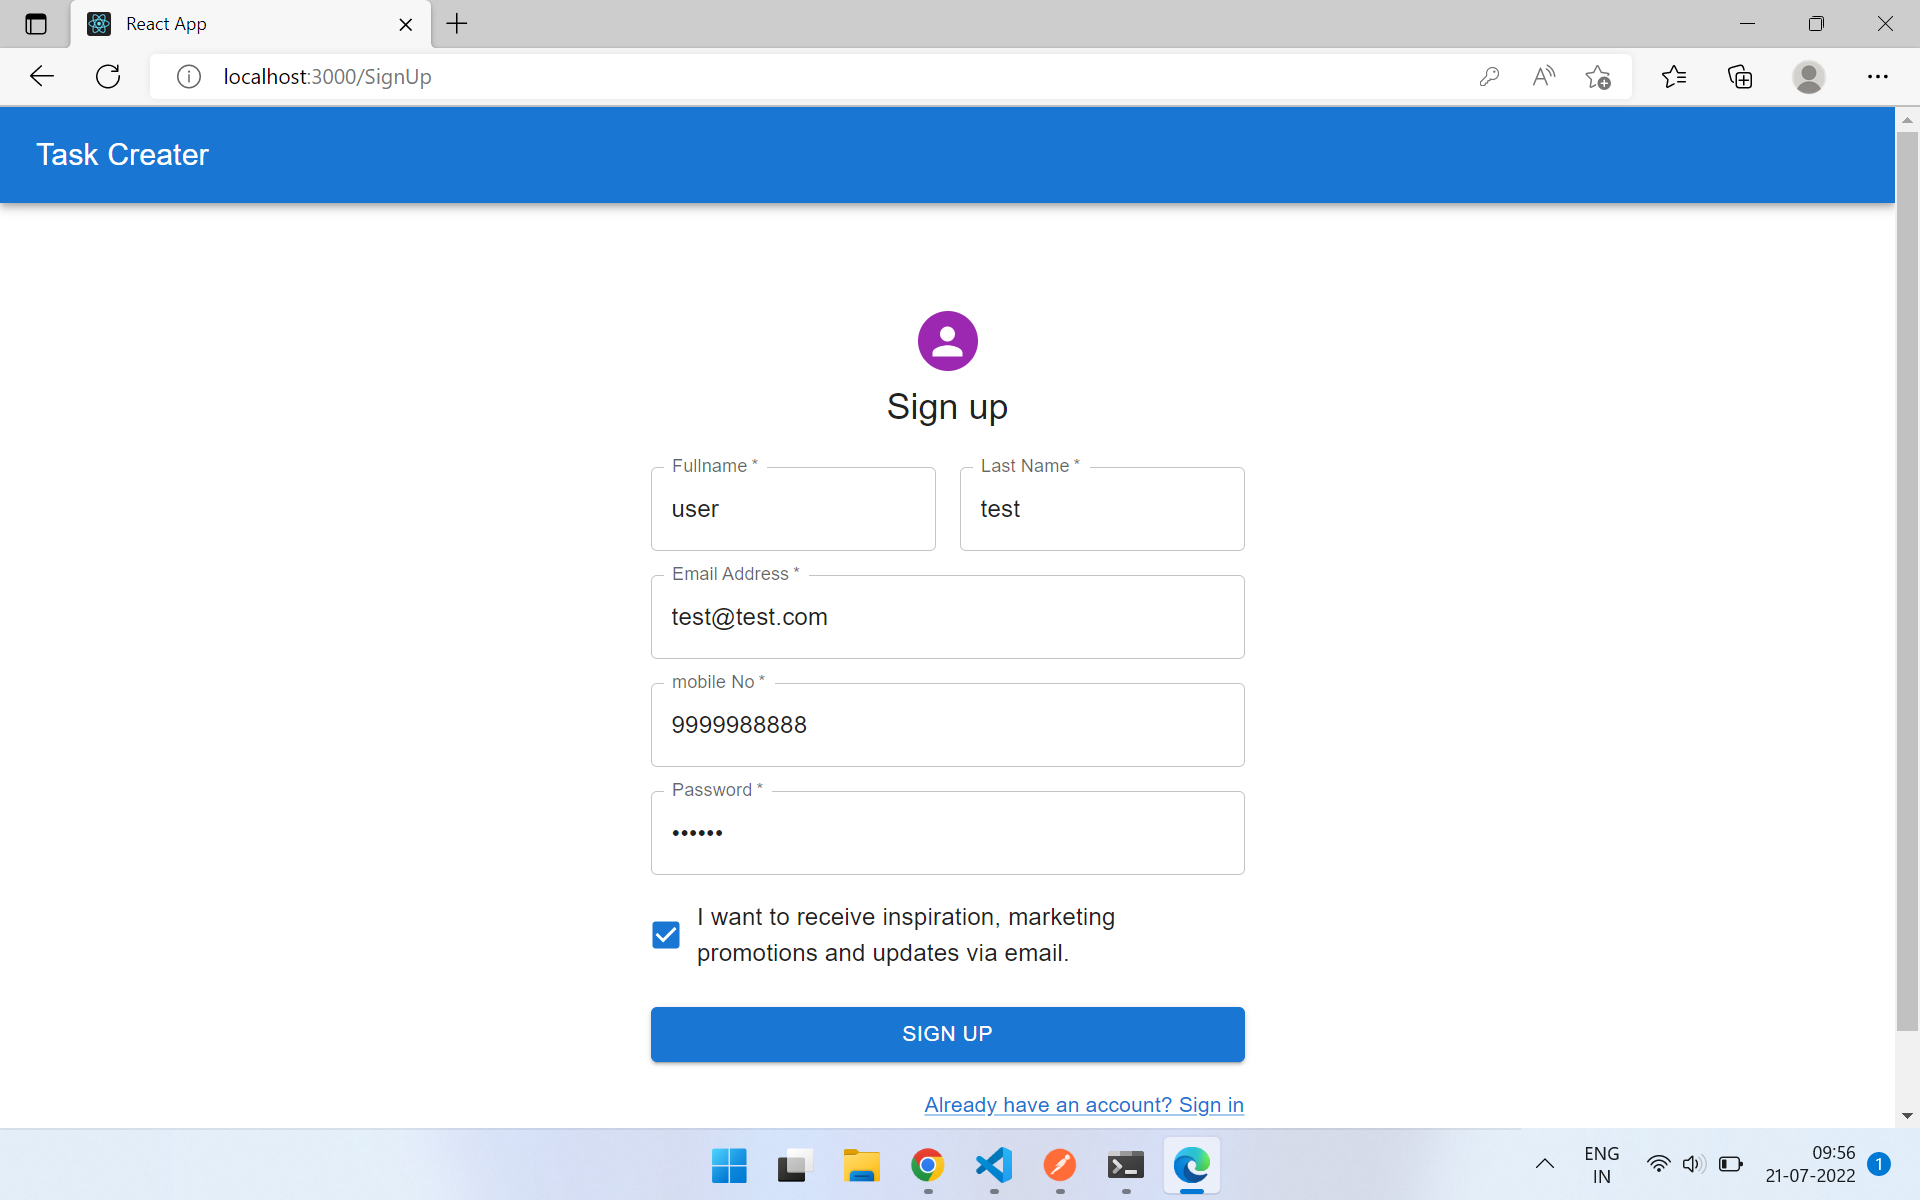 React App
localhost:3000/SignUp
Task Creater
Sign up
Fullname *
Last Name *
user
test
Email Address *
test@test.com
mobile No *
9999988888
Password *
••••••
I want to receive inspiration, marketing
promotions and updates via email.
SIGN UP
Already have an account? Sign in
ENG
IN
09:56
21-07-2022
1